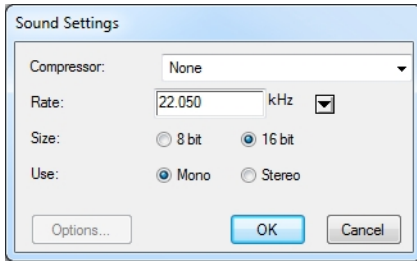 Sound Settings
Compressor: None
Rate: 22.050 kHz
Size: 8 bit 16 bit
Use: Mono Stereo
Options... OK Cancel